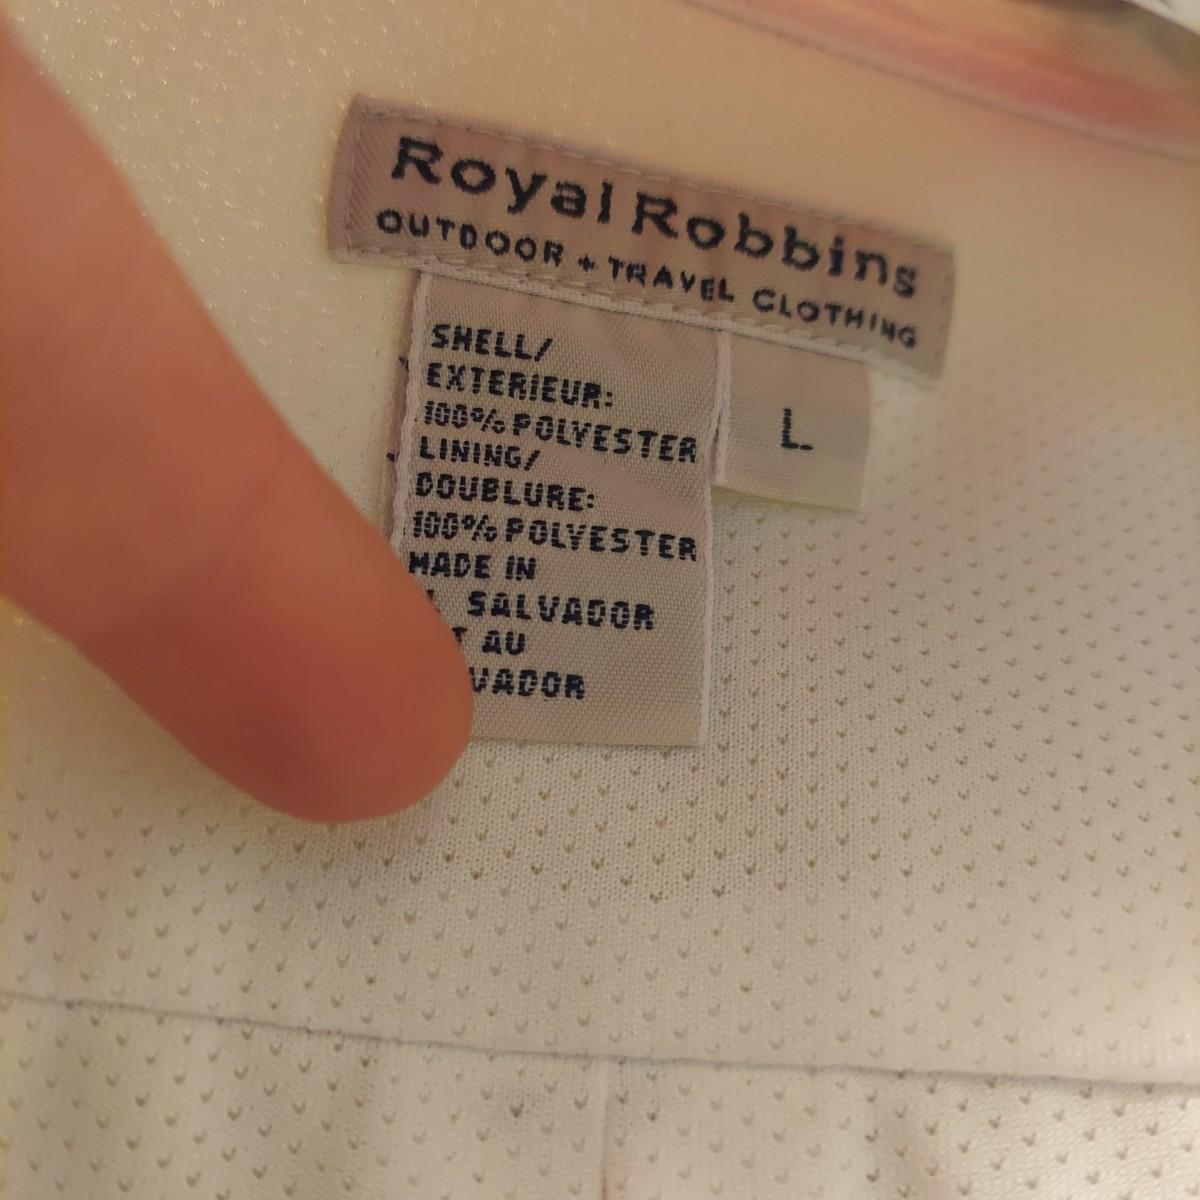 Royal Robbins
OUTDOOR + TRAVEL CLOTHING
SHELL/
EXTERIEUR:
100% POLYESTER
LINING/
DOUBLURE:
100% POLYESTER
MADE IN
SALVADOR
AU
VADOR
L